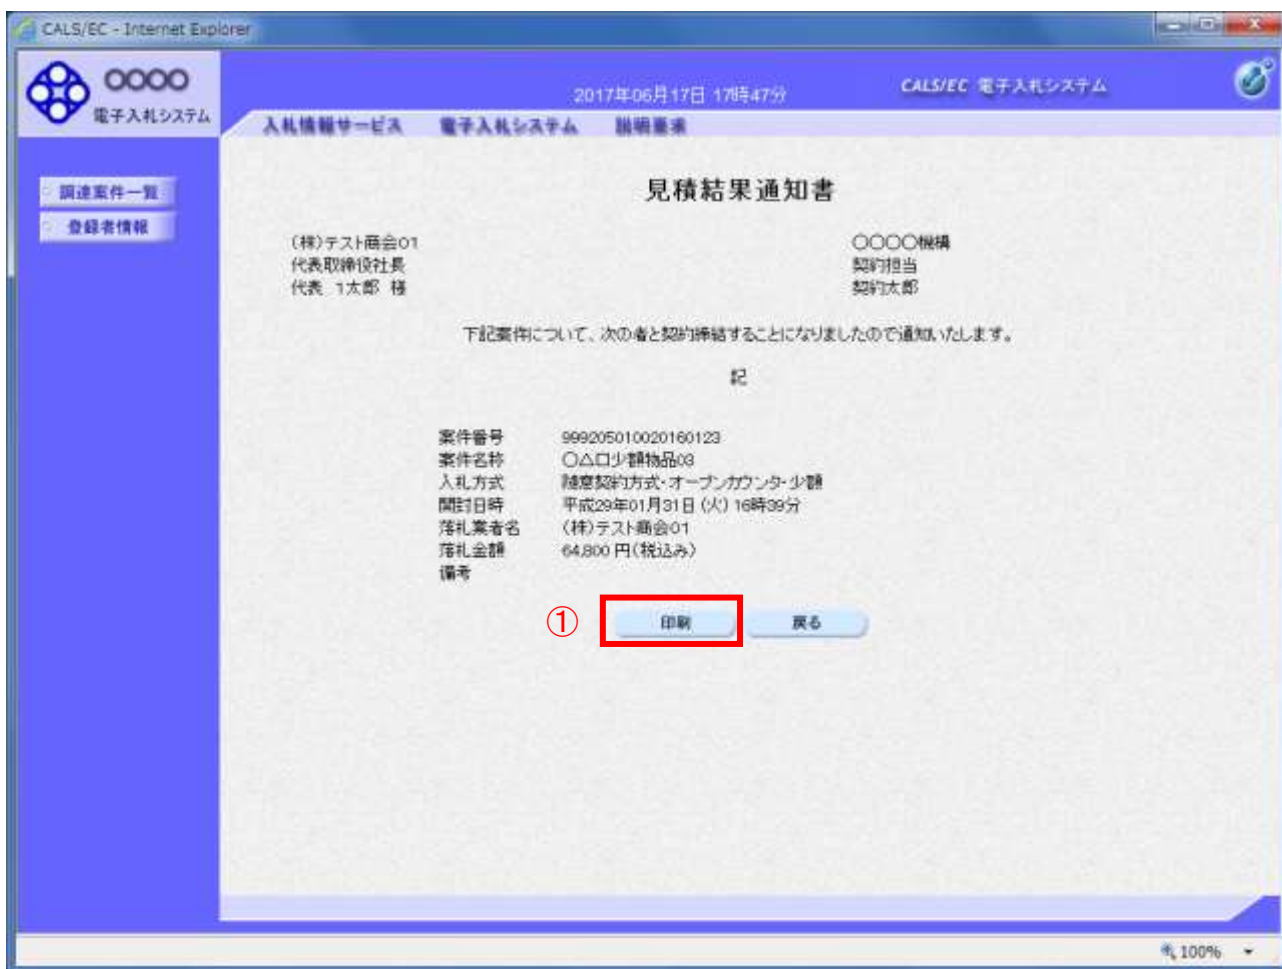 CALS/EC - Internet Explorer
〇〇〇〇
電子入札システム
2017年06月17日 17時47分
CALS/EC 電子入札システム
入札情報サービス 電子入札システム 説明要求
調達案件一覧
登録者情報
見積結果通知書
(株)テスト商会01
代表取締役社長
代表 1太郎 様
〇〇〇〇機構
契約担当
契約太郎
下記案件について、次の者と契約締結することになりましたので通知いたします。
記
案件番号 999205010020160123
案件名称 〇△口少額物品03
入札方式 随意契約方式・オープンカウンタ・少額
開封日時 平成29年01月31日(火)16時39分
落札業者名 (株)テスト商会01
落札金額 64,800 円(税込み)
備考
① 印刷 戻る
100%